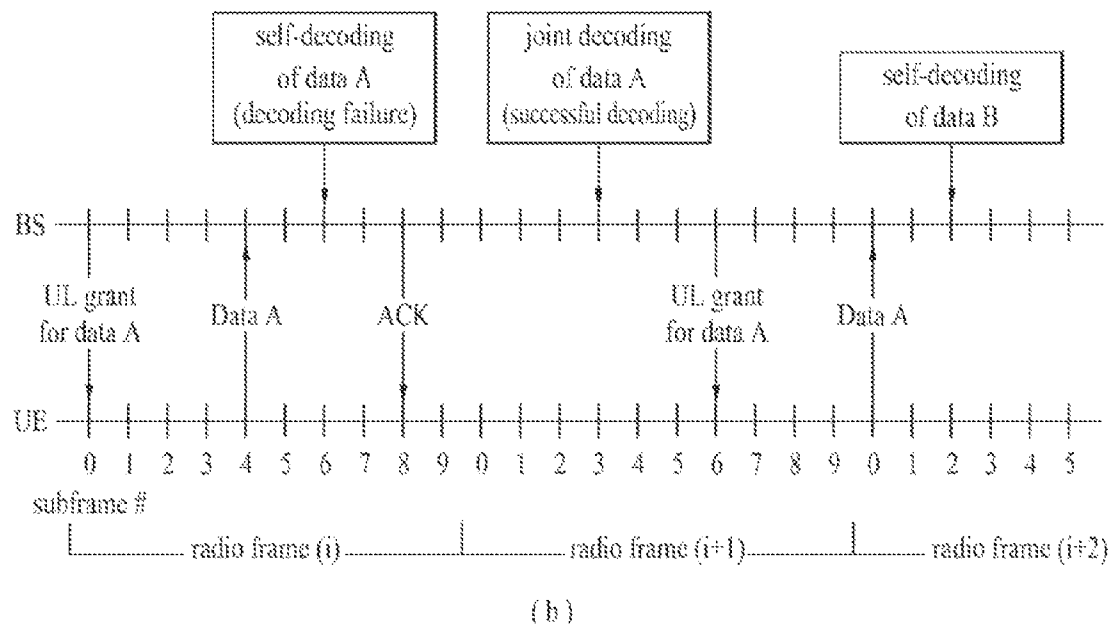 self-decoding
of data A
(decoding failure)
joint decoding
of data A
(successful decoding)
self-decoding
of data B
BS
UL grant
for data A
Data A
ACK
UL grant
for data A
Data A
UE
0 1 2 3 4 5 6 7 8 9 0 1 2 3 4 5 6 7 8 9 0 1 2 3 4 5
subframe #
radio frame (i)
radio frame (i+1)
radio frame (i+2)
( b )